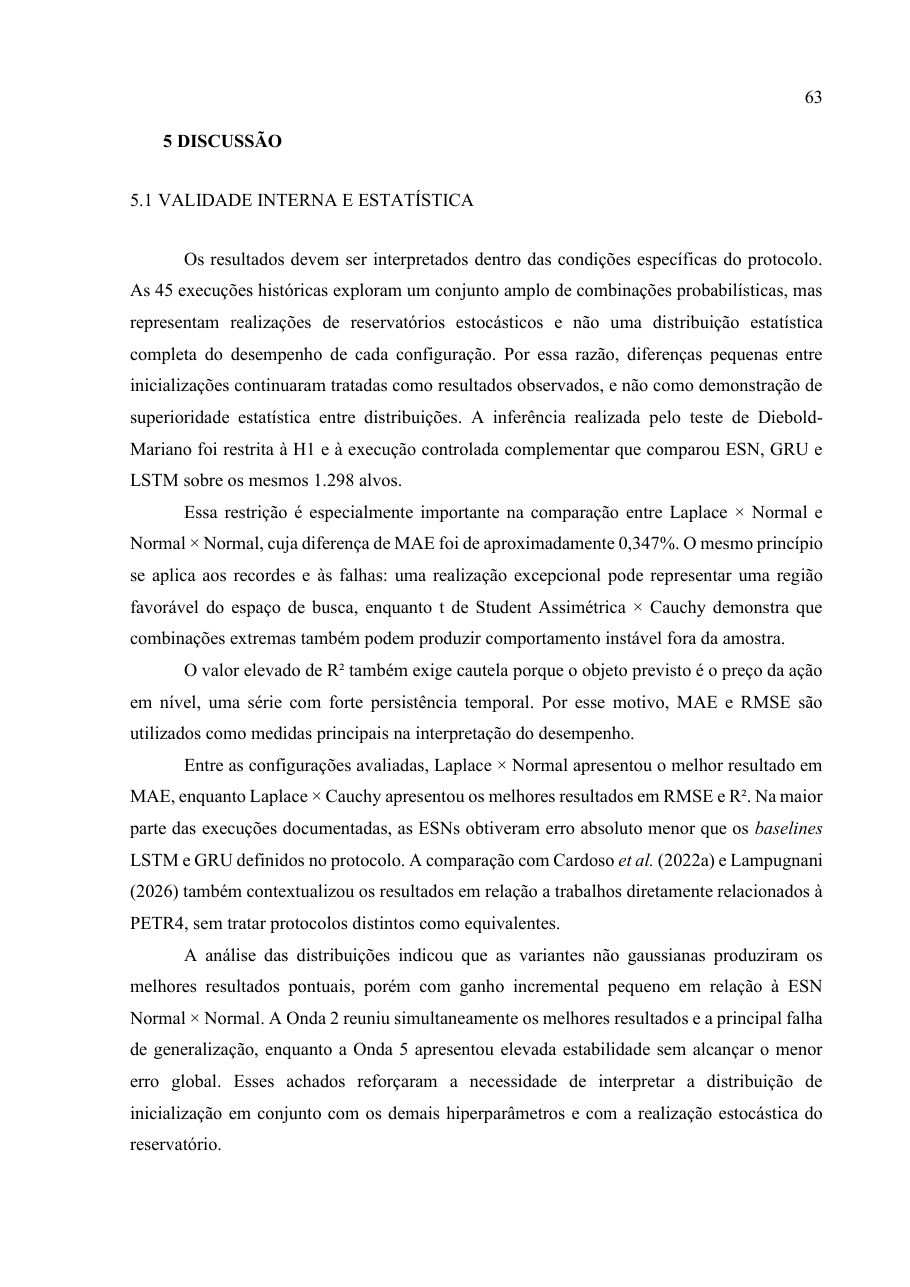 63
5 DISCUSSÃO
5.1 VALIDADE INTERNA E ESTATÍSTICA
Os resultados devem ser interpretados dentro das condições específicas do protocolo.
As 45 execuções históricas exploram um conjunto amplo de combinações probabilísticas, mas
representam realizações de reservatórios estocásticos e não uma distribuição estatística
completa do desempenho de cada configuração. Por essa razão, diferenças pequenas entre
inicializações continuaram tratadas como resultados observados, e não como demonstração de
superioridade estatística entre distribuições. A inferência realizada pelo teste de Diebold-
Mariano foi restrita à H1 e à execução controlada complementar que comparou ESN, GRU e
LSTM sobre os mesmos 1.298 alvos.
Essa restrição é especialmente importante na comparação entre Laplace × Normal e
Normal × Normal, cuja diferença de MAE foi de aproximadamente 0,347%. O mesmo princípio
se aplica aos recordes e às falhas: uma realização excepcional pode representar uma região
favorável do espaço de busca, enquanto t de Student Assimétrica × Cauchy demonstra que
combinações extremas também podem produzir comportamento instável fora da amostra.
O valor elevado de R² também exige cautela porque o objeto previsto é o preço da ação
em nível, uma série com forte persistência temporal. Por esse motivo, MAE e RMSE são
utilizados como medidas principais na interpretação do desempenho.
Entre as configurações avaliadas, Laplace × Normal apresentou o melhor resultado em
MAE, enquanto Laplace × Cauchy apresentou os melhores resultados em RMSE e R². Na maior
parte das execuções documentadas, as ESNs obtiveram erro absoluto menor que os baselines
LSTM e GRU definidos no protocolo. A comparação com Cardoso et al. (2022a) e Lampugnani
(2026) também contextualizou os resultados em relação a trabalhos diretamente relacionados à
PETR4, sem tratar protocolos distintos como equivalentes.
A análise das distribuições indicou que as variantes não gaussianas produziram os
melhores resultados pontuais, porém com ganho incremental pequeno em relação à ESN
Normal × Normal. A Onda 2 reuniu simultaneamente os melhores resultados e a principal falha
de generalização, enquanto a Onda 5 apresentou elevada estabilidade sem alcançar o menor
erro global. Esses achados reforçaram a necessidade de interpretar a distribuição de
inicialização em conjunto com os demais hiperparâmetros e com a realização estocástica do
reservatório.